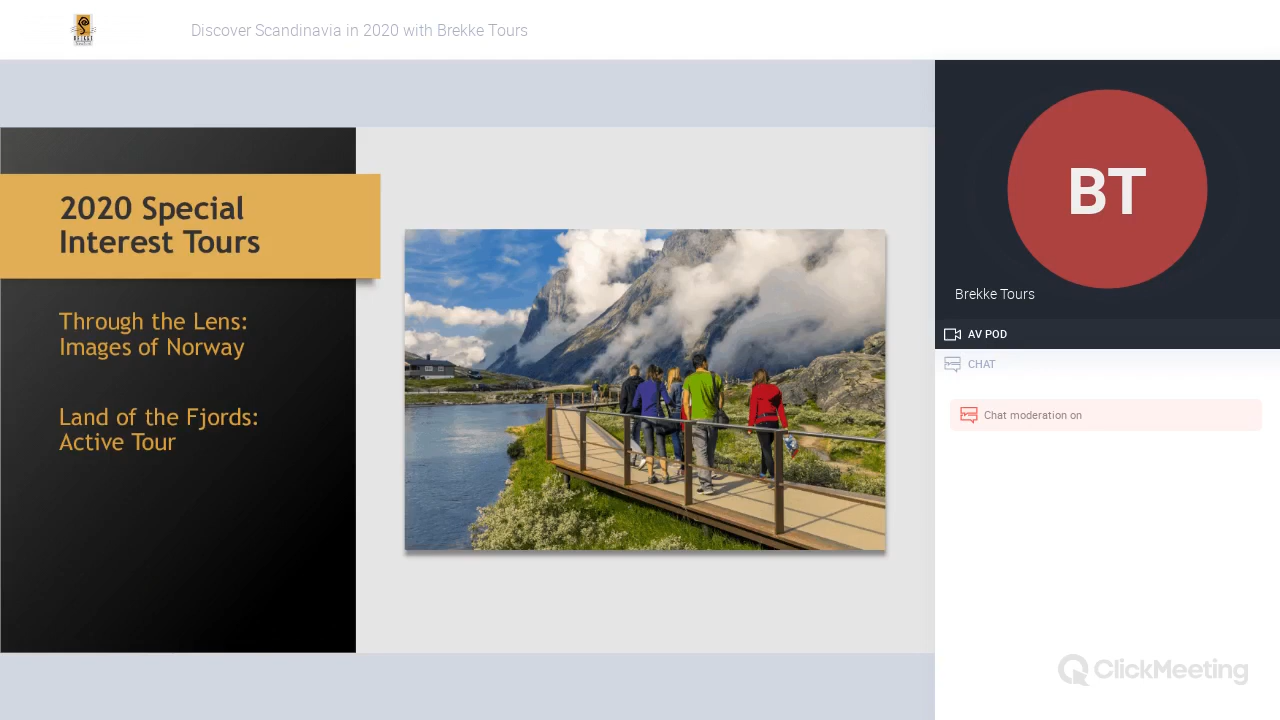 BREKKE
Discover Scandinavia in 2020 with Brekke Tours
2020 Special
Interest Tours
Through the Lens:
Images of Norway
Land of the Fjords:
Active Tour
BT
Brekke Tours
AV POD
CHAT
Chat moderation on
ClickMeeting